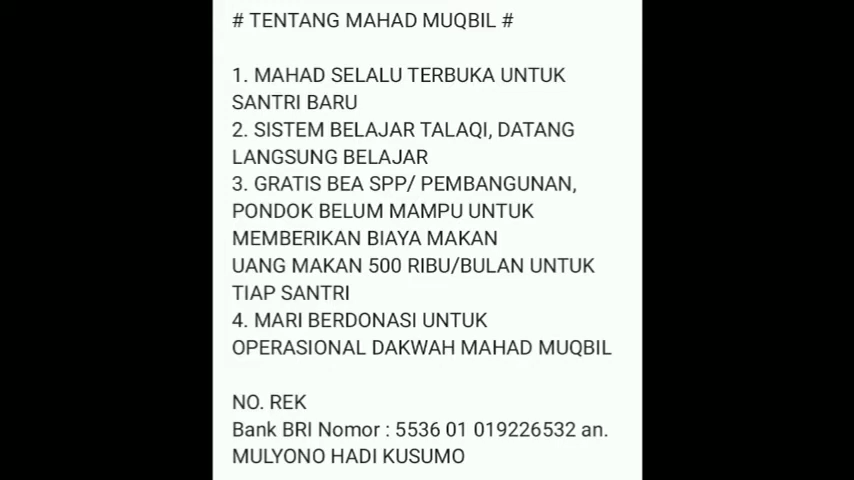 # TENTANG MAHAD MUQBIL #
1. MAHAD SELALU TERBUKA UNTUK
SANTRI BARU
2. SISTEM BELAJAR TALAQI, DATANG
LANGSUNG BELAJAR
3. GRATIS BEA SPP/ PEMBANGUNAN,
PONDOK BELUM MAMPU UNTUK
MEMBERIKAN BIAYA MAKAN
UANG MAKAN 500 RIBU/BULAN UNTUK
TIAP SANTRI
4. MARI BERDONASI UNTUK
OPERASIONAL DAKWAH MAHAD MUQBIL
NO. REK
Bank BRI Nomor : 5536 01 019226532 an.
MULYONO HADI KUSUMO